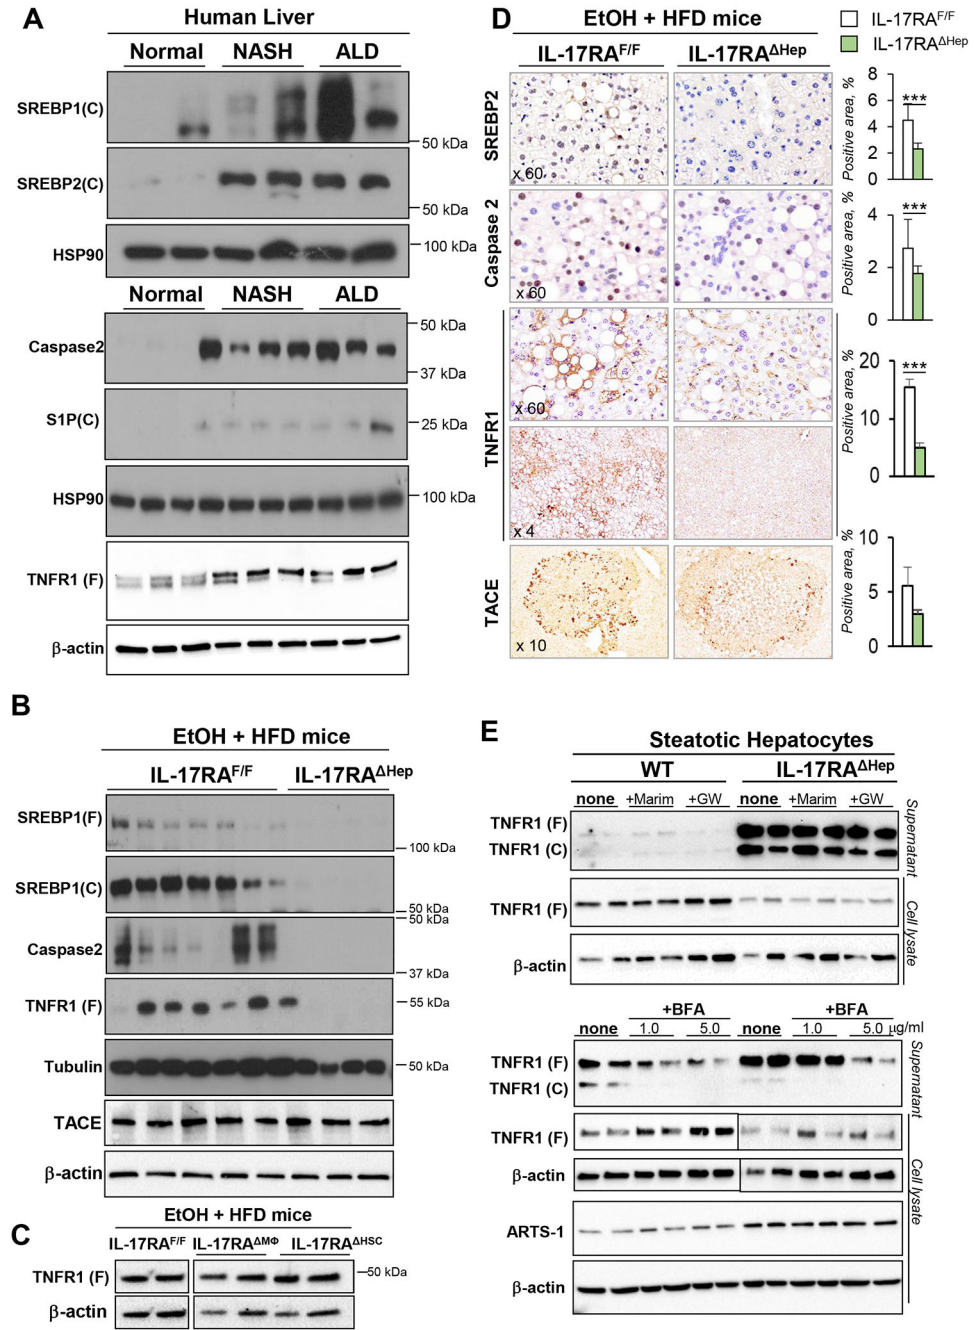 A
Human Liver
Normal NASH ALD
SREBP1(C)
50 kDa
SREBP2(C)
50 kDa
HSP90
100 kDa
Normal NASH ALD
50 kDa
Caspase2
37 kDa
S1P(C)
25 kDa
HSP90
100 kDa
TNFR1 (F)
β-actin
B
EtOH + HFD mice
IL-17RA^F/F IL-17RA^ΔHep
SREBP1(F)
100 kDa
SREBP1(C)
50 kDa
50 kDa
Caspase2
37 kDa
TNFR1 (F)
55 kDa
Tubulin
50 kDa
TACE
β-actin
C
EtOH + HFD mice
IL-17RA^F/F IL-17RA^ΔMΦ IL-17RA^ΔHSC
TNFR1 (F)
50 kDa
β-actin
D
EtOH + HFD mice
IL-17RA^F/F IL-17RA^ΔHep
IL-17RA^F/F
IL-17RA^ΔHep
SREBP2
x 60
Positive area, %
8
6
4
2
0
***
Caspase 2
x 60
Positive area, %
4
2
0
***
TNFR1
x 60
x 4
Positive area, %
20
10
0
***
TACE
x 10
Positive area, %
10
5
0
E
Steatotic Hepatocytes
WT IL-17RA^ΔHep
none +Marim +GW none +Marim +GW
TNFR1 (F)
TNFR1 (C)
Supernatant
TNFR1 (F)
β-actin
Cell lysate
+BFA +BFA
none 1.0 5.0 none 1.0 5.0 μg/ml
TNFR1 (F)
TNFR1 (C)
Supernatant
TNFR1 (F)
β-actin
ARTS-1
β-actin
Cell lysate